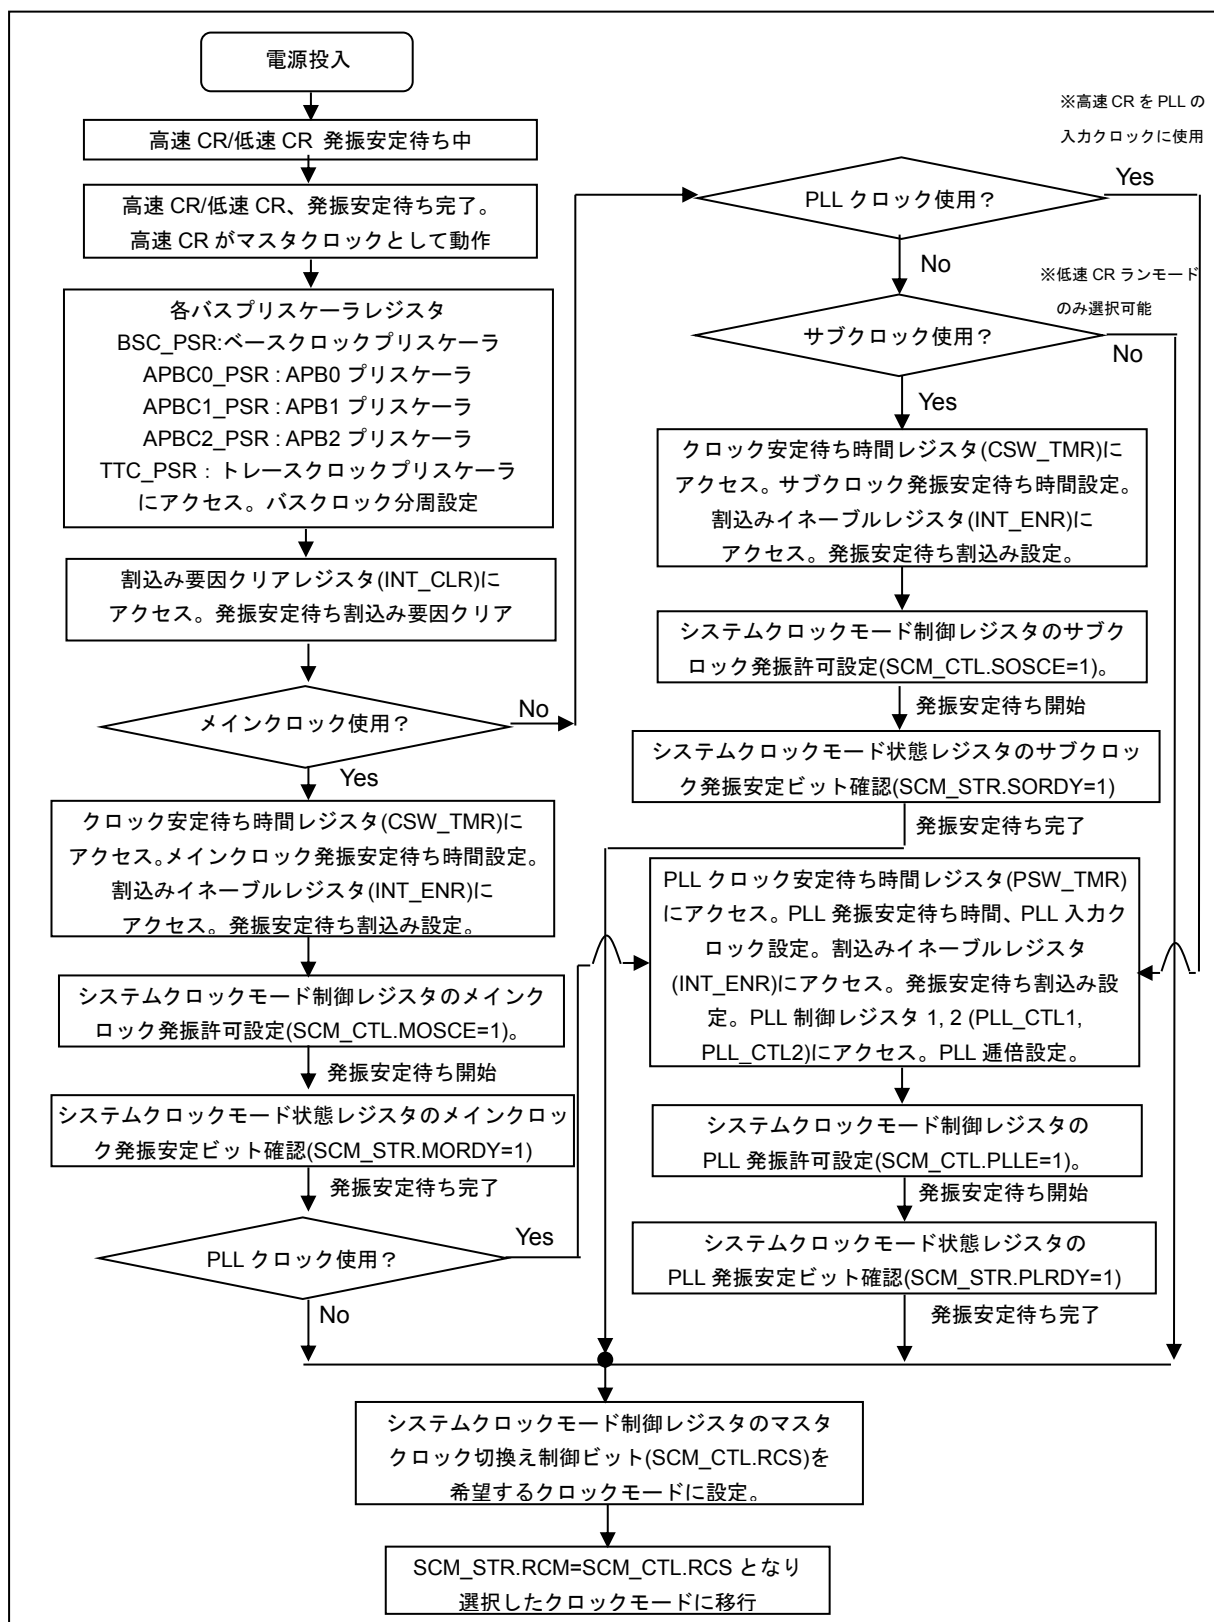 電源投入
高速 CR/低速 CR 発振安定待ち中
高速 CR/低速 CR、発振安定待ち完了。
高速 CR がマスタクロックとして動作
各バスプリスケーラレジスタ
BSC_PSR:ベースクロックプリスケーラ
APBC0_PSR : APB0 プリスケーラ
APBC1_PSR : APB1 プリスケーラ
APBC2_PSR : APB2 プリスケーラ
TTC_PSR : トレースクロックプリスケーラ
にアクセス。バスクロック分周設定
割込み要因クリアレジスタ(INT_CLR)に
アクセス。発振安定待ち割込み要因クリア
メインクロック使用？
No
Yes
クロック安定待ち時間レジスタ(CSW_TMR)に
アクセス。メインクロック発振安定待ち時間設定。
割込みイネーブルレジスタ(INT_ENR)に
アクセス。発振安定待ち割込み設定。
システムクロックモード制御レジスタのメインク
ロック発振許可設定(SCM_CTL.MOSCE=1)。
発振安定待ち開始
システムクロックモード状態レジスタのメインクロッ
ク発振安定ビット確認(SCM_STR.MORDY=1)
発振安定待ち完了
PLL クロック使用？
Yes
No
※高速 CR を PLL の
入力クロックに使用
PLL クロック使用？
Yes
No
※低速 CR ランモード
のみ選択可能
サブクロック使用？
No
Yes
クロック安定待ち時間レジスタ(CSW_TMR)に
アクセス。サブクロック発振安定待ち時間設定。
割込みイネーブルレジスタ(INT_ENR)に
アクセス。発振安定待ち割込み設定。
システムクロックモード制御レジスタのサブク
ロック発振許可設定(SCM_CTL.SOSCE=1)。
発振安定待ち開始
システムクロックモード状態レジスタのサブクロッ
ク発振安定ビット確認(SCM_STR.SORDY=1)
発振安定待ち完了
PLL クロック安定待ち時間レジスタ(PSW_TMR)
にアクセス。PLL 発振安定待ち時間、PLL 入力ク
ロック設定。割込みイネーブルレジスタ
(INT_ENR)にアクセス。発振安定待ち割込み設
定。PLL 制御レジスタ 1, 2 (PLL_CTL1,
PLL_CTL2)にアクセス。PLL 逓倍設定。
システムクロックモード制御レジスタの
PLL 発振許可設定(SCM_CTL.PLLE=1)。
発振安定待ち開始
システムクロックモード状態レジスタの
PLL 発振安定ビット確認(SCM_STR.PLRDY=1)
発振安定待ち完了
システムクロックモード制御レジスタのマスタ
クロック切換え制御ビット(SCM_CTL.RCS)を
希望するクロックモードに設定。
SCM_STR.RCM=SCM_CTL.RCS となり
選択したクロックモードに移行